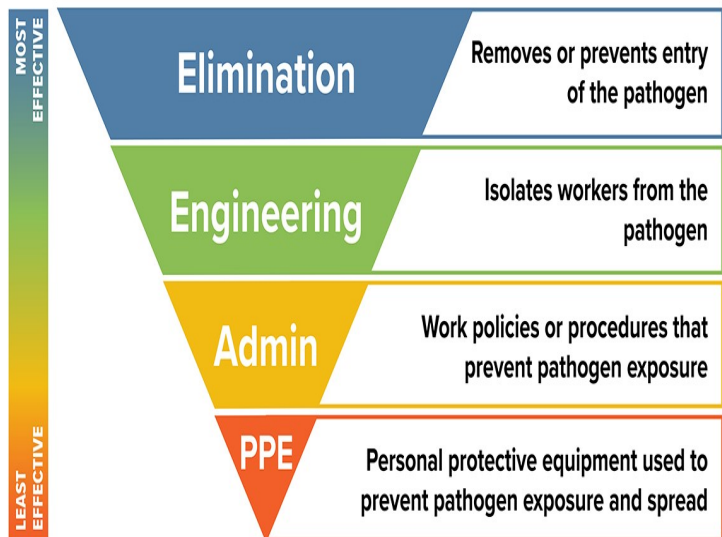 MOST
EFFECTIVE
Elimination
Removes or prevents entry
of the pathogen
Engineering
Isolates workers from the
pathogen
Admin
Work policies or procedures that
prevent pathogen exposure
PPE
Personal protective equipment used to
prevent pathogen exposure and spread
LEAST
EFFECTIVE